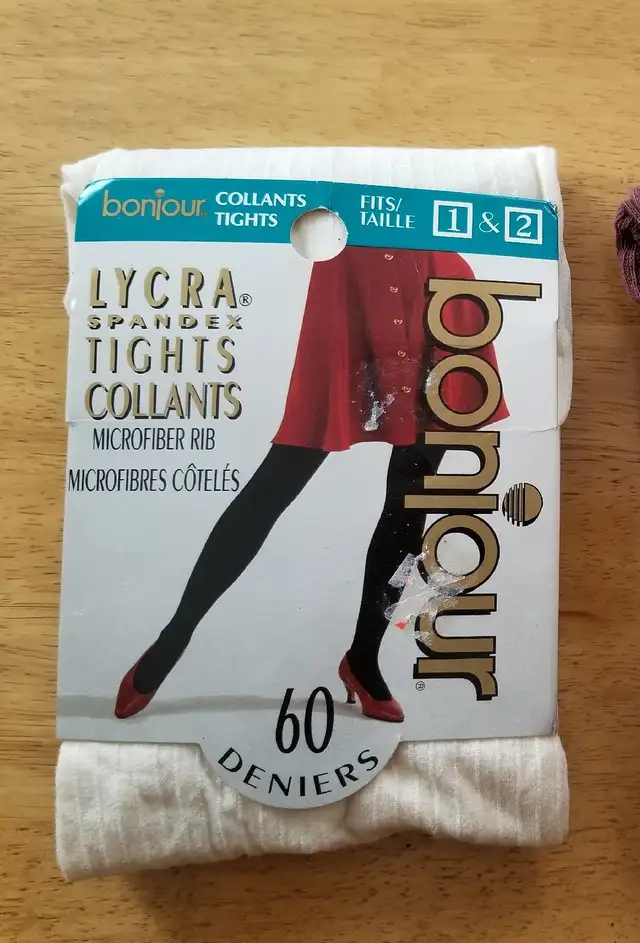 bonjour®
COLLANTS
TIGHTS
FITS/
TAILLE
1 & 2
LYCRA®
SPANDEX
TIGHTS
COLLANTS
MICROFIBER RIB
MICROFIBRES CÔTELÉS
bonjour®
60
DENIERS